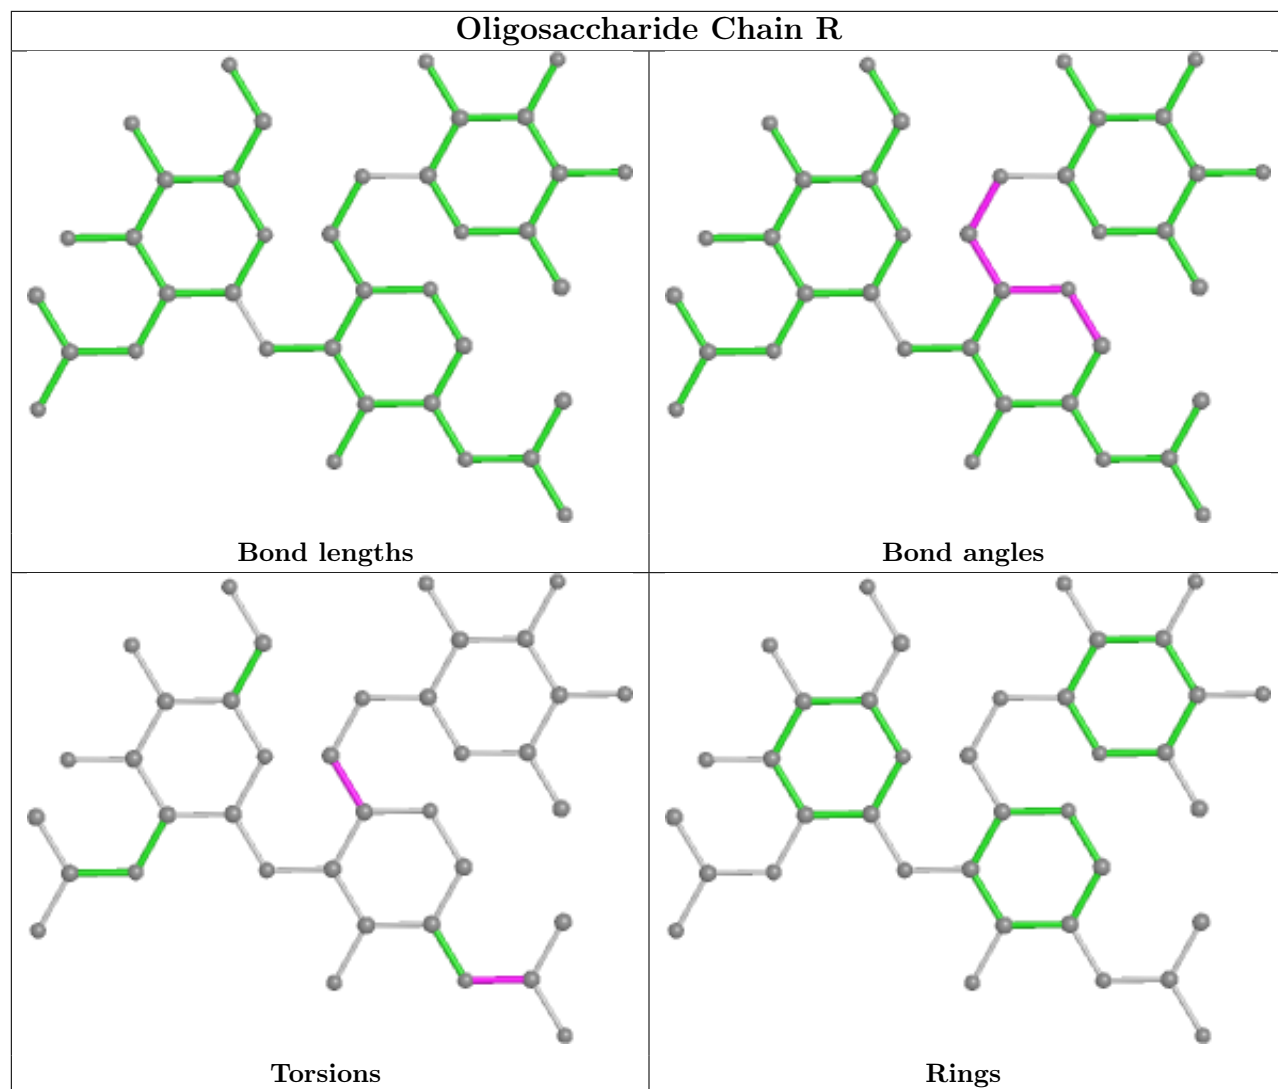 Oligosaccharide Chain R
Bond lengths
Bond angles
Torsions
Rings